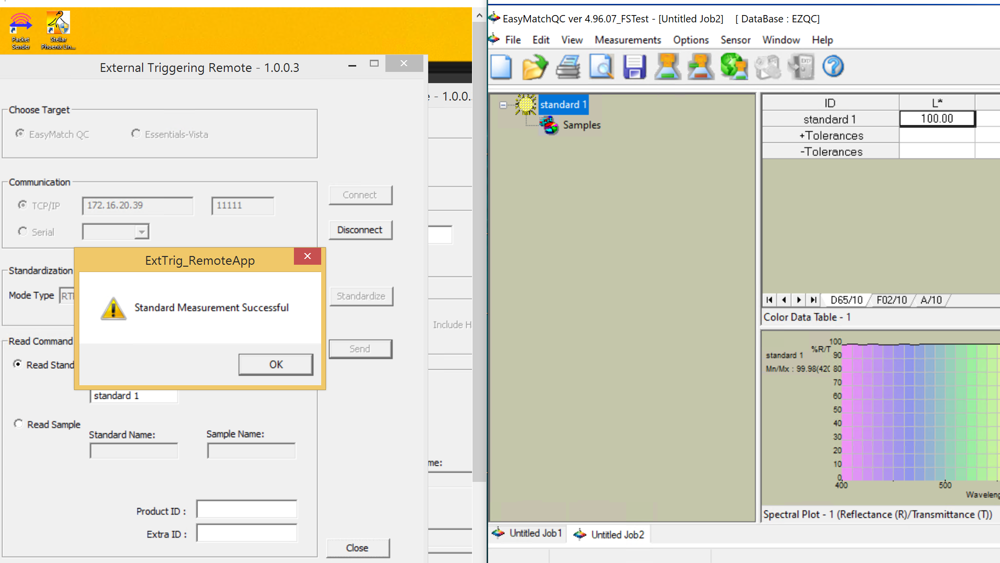 Packet
Sender
Stellar
Phoenix Lin...
External Triggering Remote - 1.0.0.3
- 1.0.0..
Choose Target
EasyMatch QC
Essentials-Vista
Communication
TCP/IP
172.16.20.39
11111
Connect
Serial
Disconnect
ExtTrig_RemoteApp
Standardization
Mode Type
Standardize
Standard Measurement Successful
Include H
Read Command
Send
Read Stand
OK
standard 1
Read Sample
Standard Name:
Sample Name:
me:
Product ID :
Extra ID :
Close
EasyMatchQC ver 4.96.07_FSTest - [Untitled Job2] [ DataBase : EZQC]
File Edit View Measurements Options Sensor Window Help
standard 1
Samples
ID L*
standard 1 100.00
+Tolerances
-Tolerances
D65/10 F02/10 A/10
Color Data Table - 1
standard 1
Mn/Mx : 99.98(420
%R/T
100
90
80
70
60
50
40
30
20
10
0
400 500
Waveleng
Spectral Plot - 1 (Reflectance (R)/Transmittance (T))
Untitled Job1 Untitled Job2